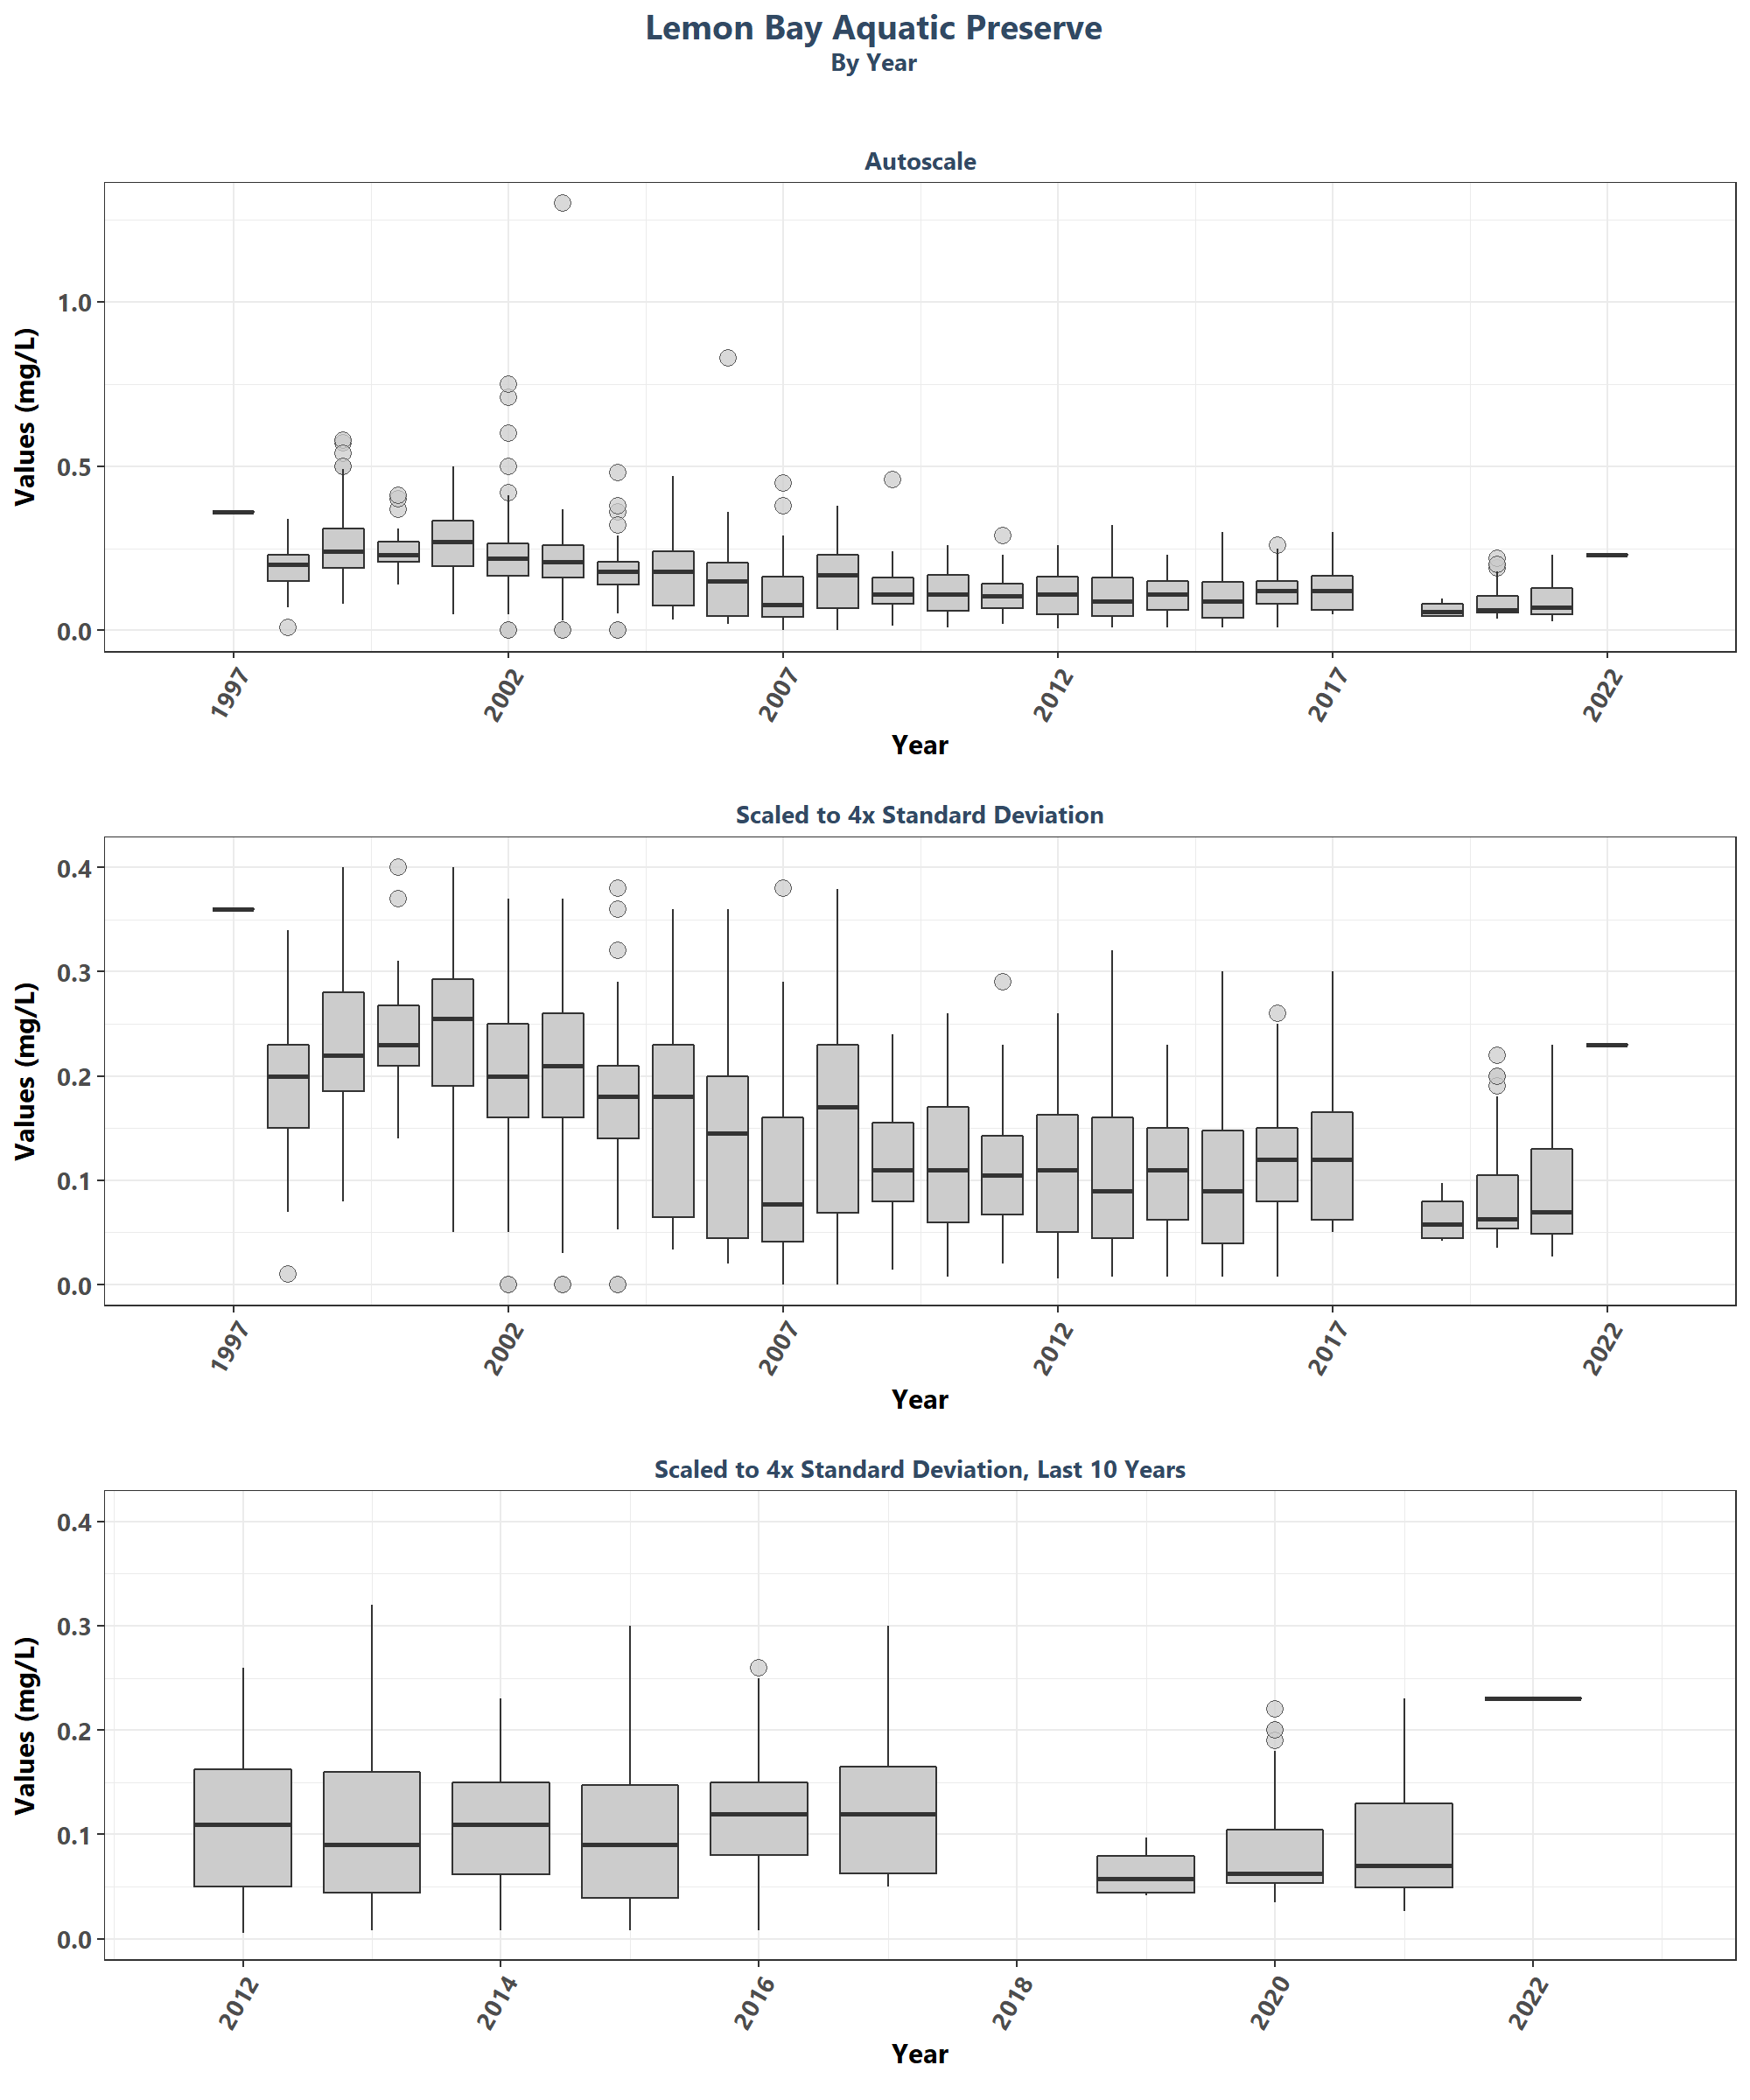 Lemon Bay Aquatic Preserve
By Year
Autoscale
Values (mg/L)
1.0
0.5
0.0
1997 2002 2007 2012 2017 2022
Year
Scaled to 4x Standard Deviation
Values (mg/L)
0.4
0.3
0.2
0.1
0.0
1997 2002 2007 2012 2017 2022
Year
Scaled to 4x Standard Deviation, Last 10 Years
Values (mg/L)
0.4
0.3
0.2
0.1
0.0
2012 2014 2016 2018 2020 2022
Year